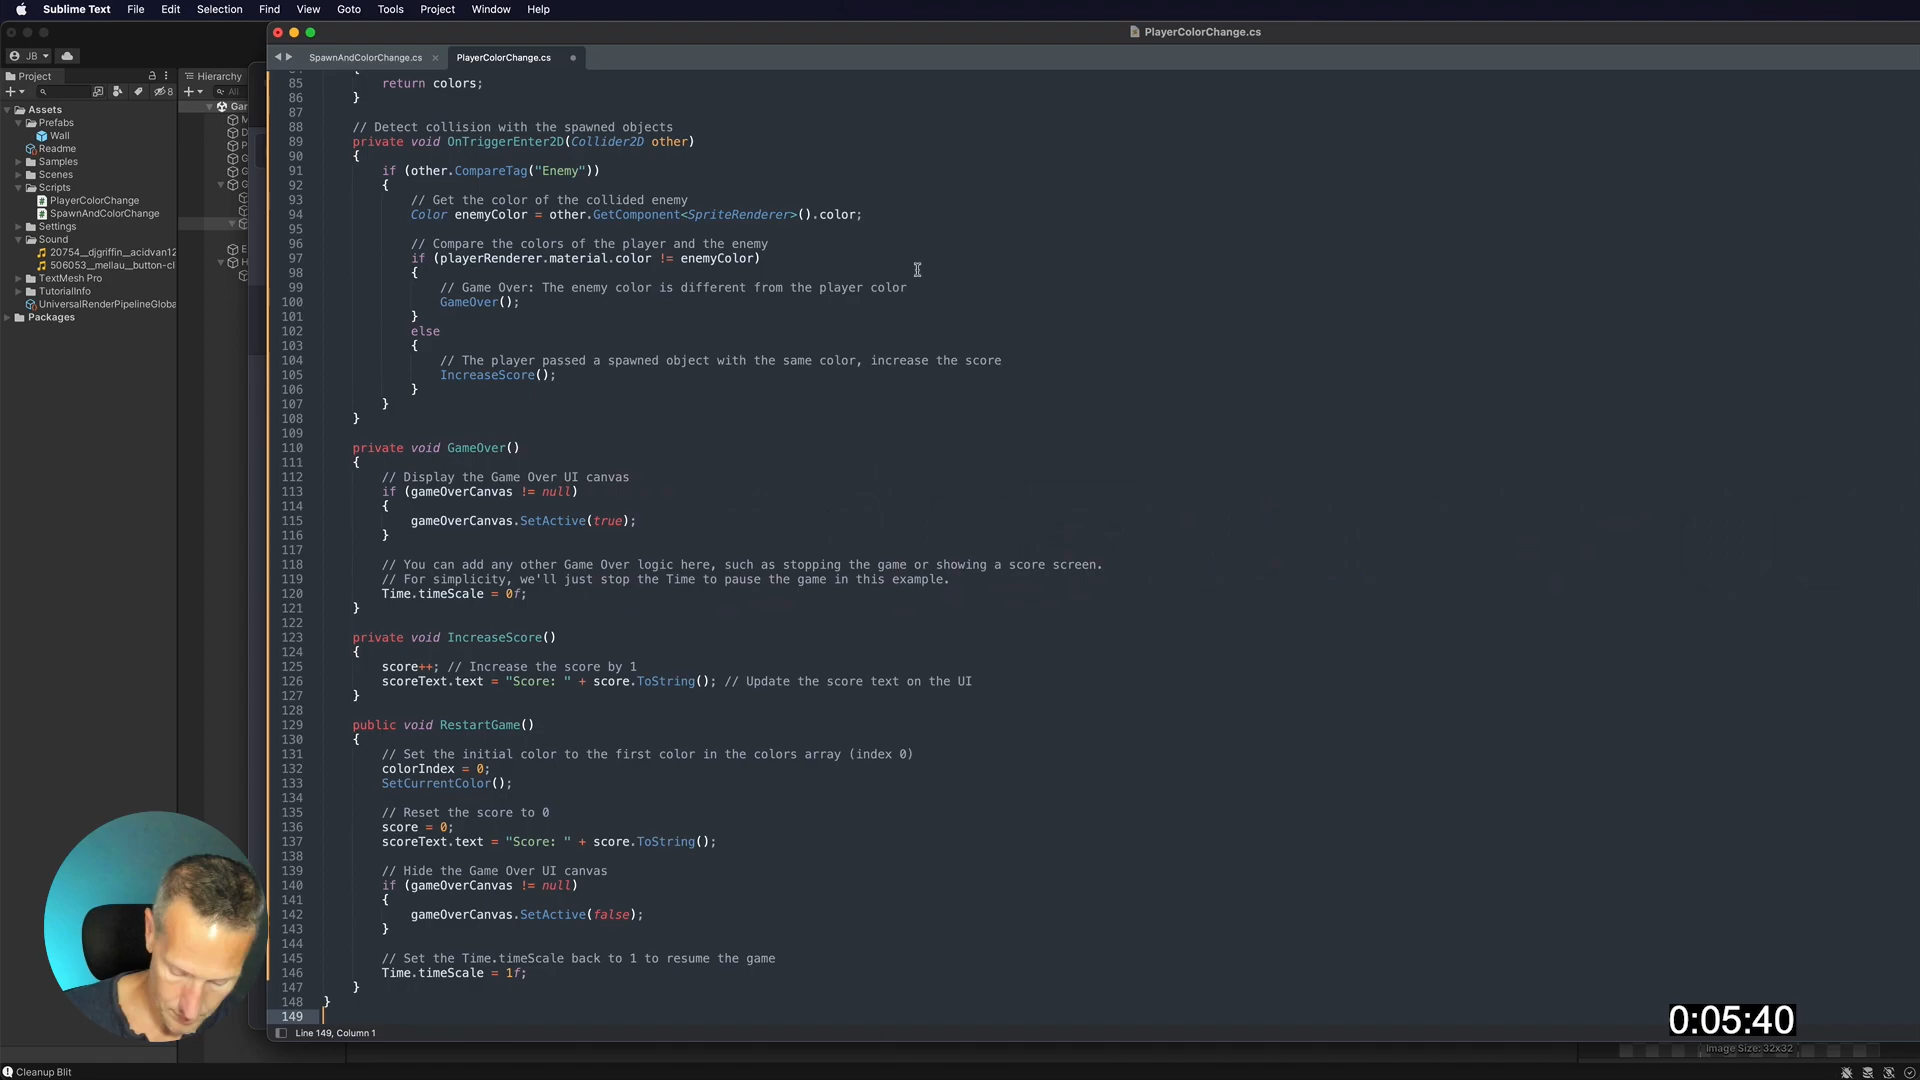 Sublime Text File Edit Selection Find View Goto Tools Project Window Help
PlayerColorChange.cs
JB
SpawnAndColorChange.cs
PlayerColorChange.cs
Project
Hierarchy
8
All
Assets
Prefabs
Wall
Readme
Samples
Scenes
Scripts
PlayerColorChange
SpawnAndColorChange
Settings
Sound
20754__djgriffin__acidvan12
506053__mellau__button-cl
TextMesh Pro
TutorialInfo
UniversalRenderPipelineGloba
Packages
Gar
84 {
85 return colors;
86 }
87
88 // Detect collision with the spawned objects
89 private void OnTriggerEnter2D(Collider2D other)
90 {
91 if (other.CompareTag("Enemy"))
92 {
93 // Get the color of the collided enemy
94 Color enemyColor = other.GetComponent<SpriteRenderer>().color;
95
96 // Compare the colors of the player and the enemy
97 if (playerRenderer.material.color != enemyColor)
98 {
99 // Game Over: The enemy color is different from the player color
100 GameOver();
101 }
102 else
103 {
104 // The player passed a spawned object with the same color, increase the score
105 IncreaseScore();
106 }
107 }
108 }
109
110 private void GameOver()
111 {
112 // Display the Game Over UI canvas
113 if (gameOverCanvas != null)
114 {
115 gameOverCanvas.SetActive(true);
116 }
117
118 // You can add any other Game Over logic here, such as stopping the game or showing a score screen.
119 // For simplicity, we'll just stop the Time to pause the game in this example.
120 Time.timeScale = 0f;
121 }
122
123 private void IncreaseScore()
124 {
125 score++; // Increase the score by 1
126 scoreText.text = "Score: " + score.ToString(); // Update the score text on the UI
127 }
128
129 public void RestartGame()
130 {
131 // Set the initial color to the first color in the colors array (index 0)
132 colorIndex = 0;
133 SetCurrentColor();
134
135 // Reset the score to 0
136 score = 0;
137 scoreText.text = "Score: " + score.ToString();
138
139 // Hide the Game Over UI canvas
140 if (gameOverCanvas != null)
141 {
142 gameOverCanvas.SetActive(false);
143 }
144
145 // Set the Time.timeScale back to 1 to resume the game
146 Time.timeScale = 1f;
147 }
148 }
149
Line 149, Column 1
0:05:40
Image Size: 32x32
Cleanup Blit